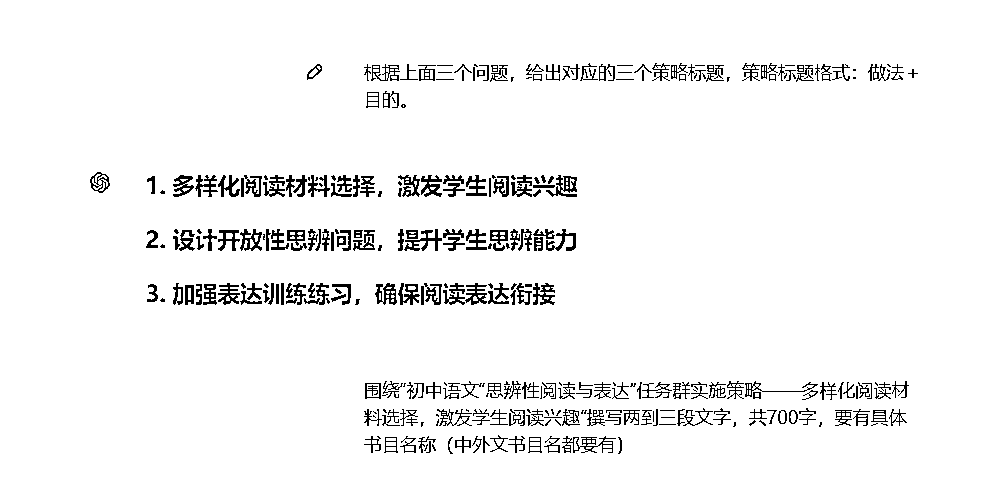 根据上面三个问题，给出对应的三个策略标题，策略标题格式：做法+
目的。
1. 多样化阅读材料选择，激发学生阅读兴趣
2. 设计开放性思辨问题，提升学生思辨能力
3. 加强表达训练练习，确保阅读表达衔接
围绕“初中语文“思辨性阅读与表达”任务群实施策略——多样化阅读材
料选择，激发学生阅读兴趣“撰写两到三段文字，共700字，要有具体
书目名称（中外文书目名都要有）